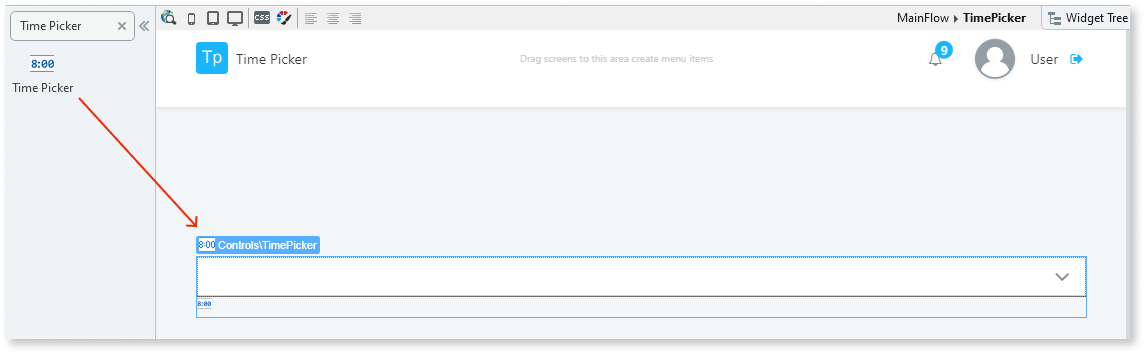 Time Picker
CSS
MainFlow
TimePicker
Widget Tree
8:00
Time Picker
Tp
Time Picker
Drag screens to this area create menu items
9
User
8:00 Controls\TimePicker
8:00